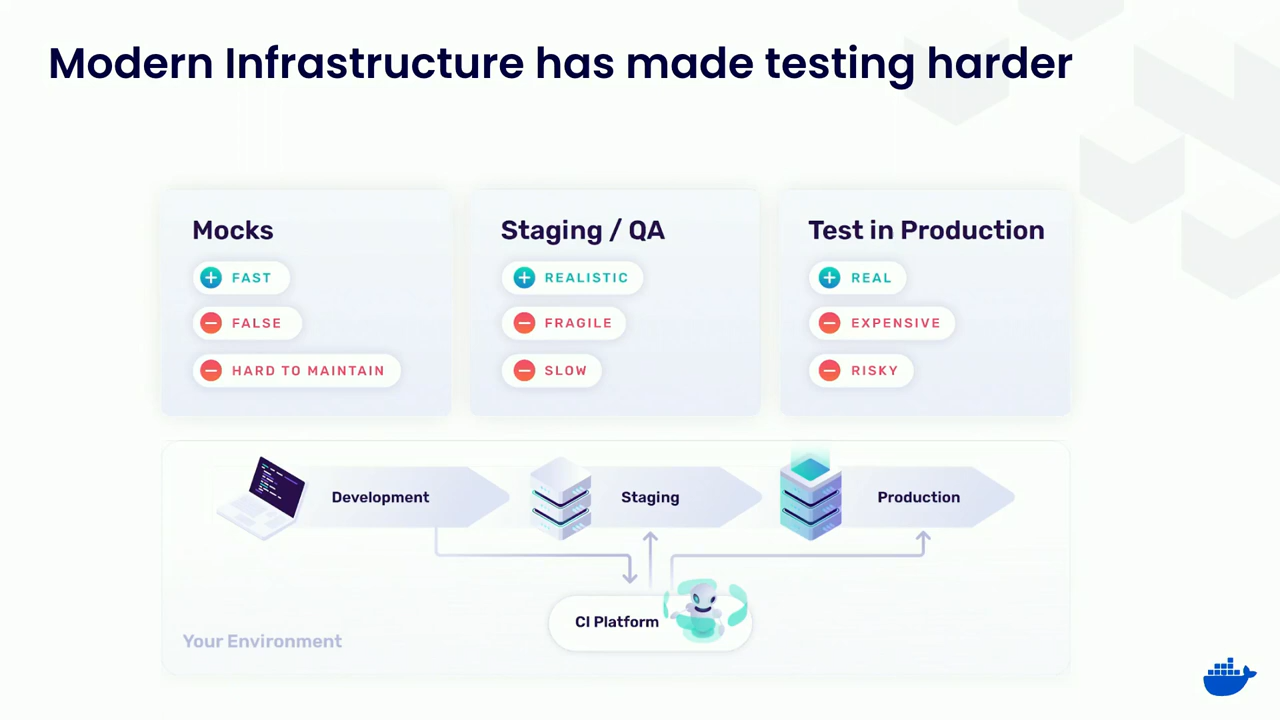 Modern Infrastructure has made testing harder
Mocks
FAST
FALSE
HARD TO MAINTAIN
Staging / QA
REALISTIC
FRAGILE
SLOW
Test in Production
REAL
EXPENSIVE
RISKY
Development
Staging
Production
CI Platform
Your Environment